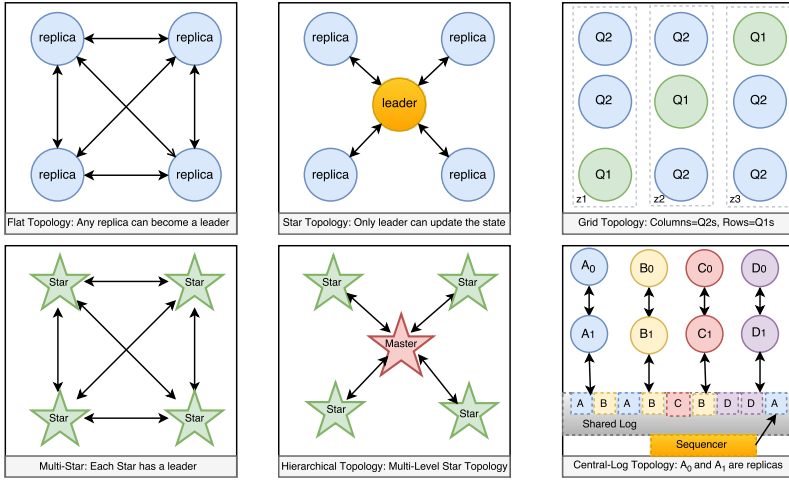 replica replica
replica replica
Flat Topology: Any replica can become a leader
replica replica
leader
replica replica
Star Topology: Only leader can update the state
Q2 Q2 Q1
Q2 Q1 Q2
Q1 Q2 Q2
z1 z2 z3
Grid Topology: Columns=Q2s, Rows=Q1s
Star Star
Star Star
Multi-Star: Each Star has a leader
Star Star
Master
Star Star
Hierarchical Topology: Multi-Level Star Topology
A0 B0 C0 D0
A1 B1 C1 D1
A B A B C B D D A
Shared Log
Sequencer
Central-Log Topology: A0 and A1 are replicas